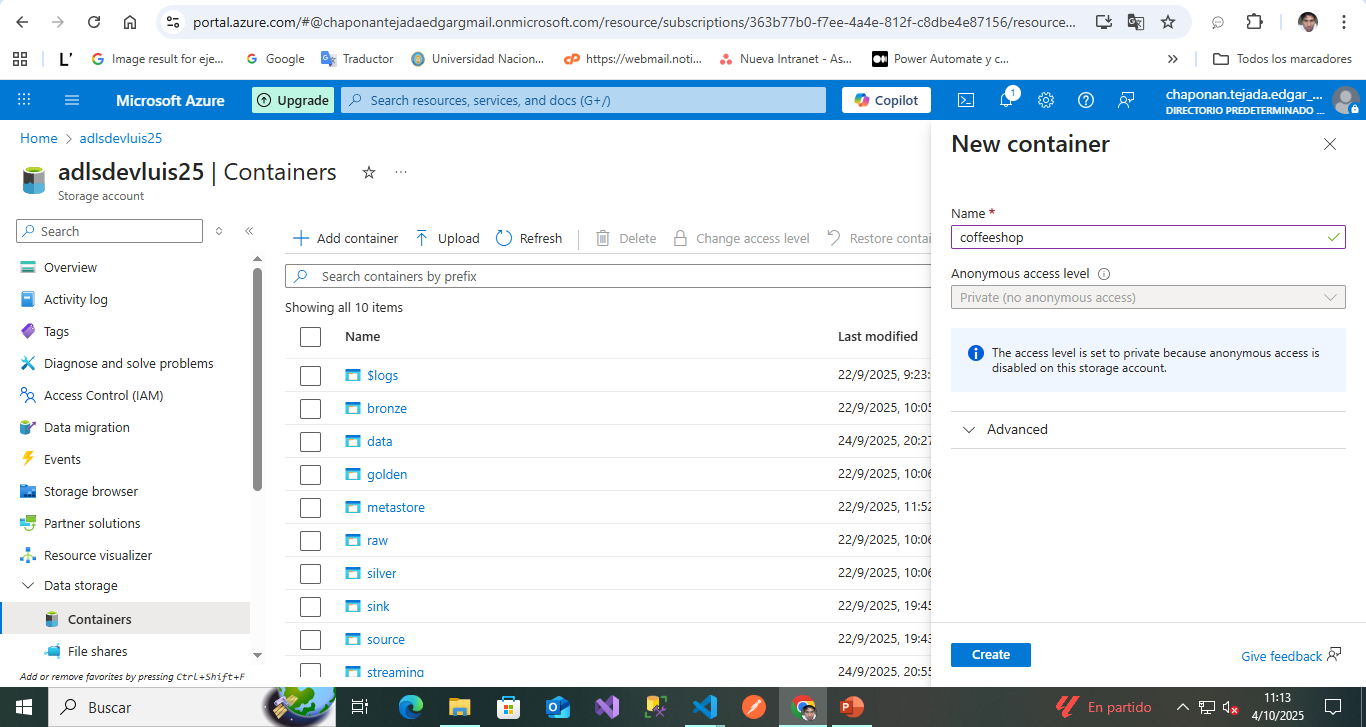 portal.azure.com/#@chaponantejadaedgargmail.onmicrosoft.com/resource/subscriptions/363b77b0-f7ee-4a4e-812f-c8dbe4e87156/resource...
L'
Image result for eje...
Google
Traductor
Universidad Nacion...
https://webmail.noti...
Nueva Intranet - As...
Power Automate y c...
Todos los marcadores
Microsoft Azure
Upgrade
Search resources, services, and docs (G+/)
Copilot
1
chaponan.tejada.edgar_...
DIRECTORIO PREDETERMINADO ...
Home > adlsdevluis25
adlsdevluis25 | Containers
Storage account
Search
Overview
Activity log
Tags
Diagnose and solve problems
Access Control (IAM)
Data migration
Events
Storage browser
Partner solutions
Resource visualizer
Data storage
Containers
File shares
Add or remove favorites by pressing Ctrl+Shift+F
Add container
Upload
Refresh
Delete
Change access level
Restore contai
Search containers by prefix
Showing all 10 items
Name Last modified
$logs 22/9/2025, 9:23:
bronze 22/9/2025, 10:05
data 24/9/2025, 20:27
golden 22/9/2025, 10:06
metastore 22/9/2025, 11:52
raw 22/9/2025, 10:06
silver 22/9/2025, 10:06
sink 22/9/2025, 19:45
source 22/9/2025, 19:43
streaming 24/9/2025, 20:55
New container
Name *
coffeeshop
Anonymous access level
Private (no anonymous access)
The access level is set to private because anonymous access is
disabled on this storage account.
Advanced
Create
Give feedback
Buscar
En partido
11:13
4/10/2025